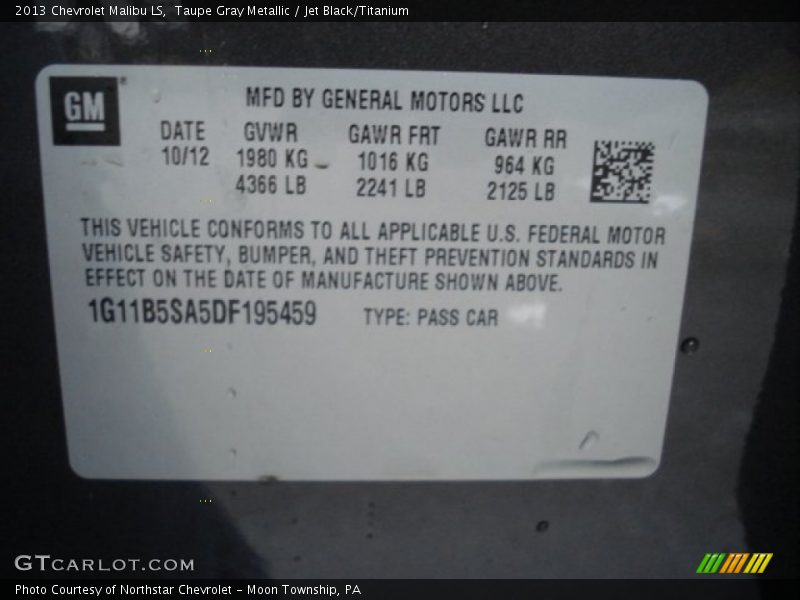 2013 Chevrolet Malibu LS, Taupe Gray Metallic / Jet Black/Titanium
GM
MFD BY GENERAL MOTORS LLC
DATE GVWR GAWR FRT GAWR RR
10/12 1980 KG 1016 KG 964 KG
4366 LB 2241 LB 2125 LB
THIS VEHICLE CONFORMS TO ALL APPLICABLE U.S. FEDERAL MOTOR
VEHICLE SAFETY, BUMPER, AND THEFT PREVENTION STANDARDS IN
EFFECT ON THE DATE OF MANUFACTURE SHOWN ABOVE.
1G11B5SA5DF195459 TYPE: PASS CAR
GTCARLOT.COM
Photo Courtesy of Northstar Chevrolet - Moon Township, PA